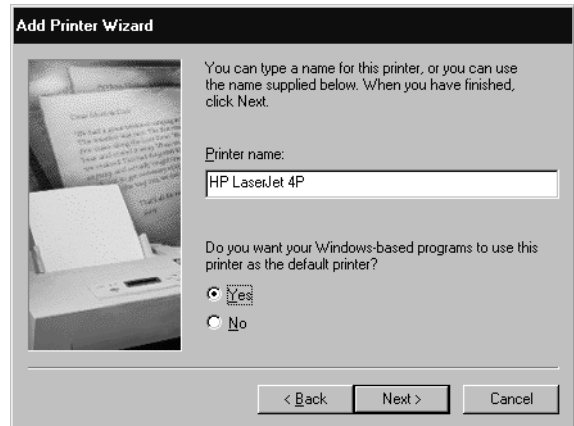 Add Printer Wizard
You can type a name for this printer, or you can use
the name supplied below. When you have finished,
click Next.
Printer name:
HP LaserJet 4P
Do you want your Windows-based programs to use this
printer as the default printer?
Yes
No
< Back
Next >
Cancel